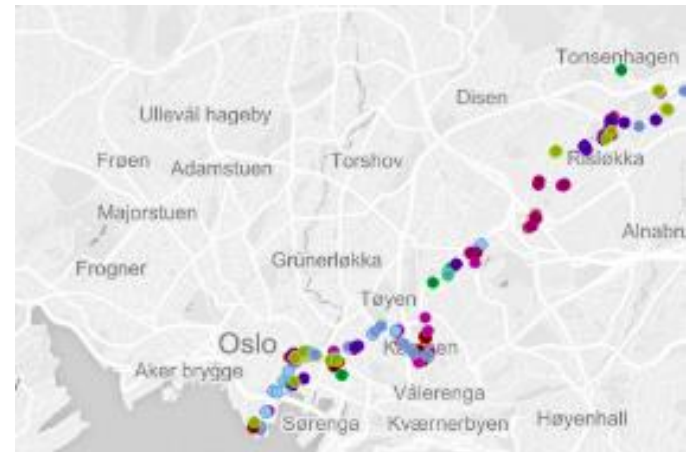 Tonsenhagen
Disen
Ullevål hageby
Frøen
Adamstuen
Torshov
Risløkka
Majorstuen
Alnabru
Frogner
Grünerløkka
Tøyen
Oslo
Aker brygge
Vålerenga
Sørenga
Kværnerbyen
Høyenhall